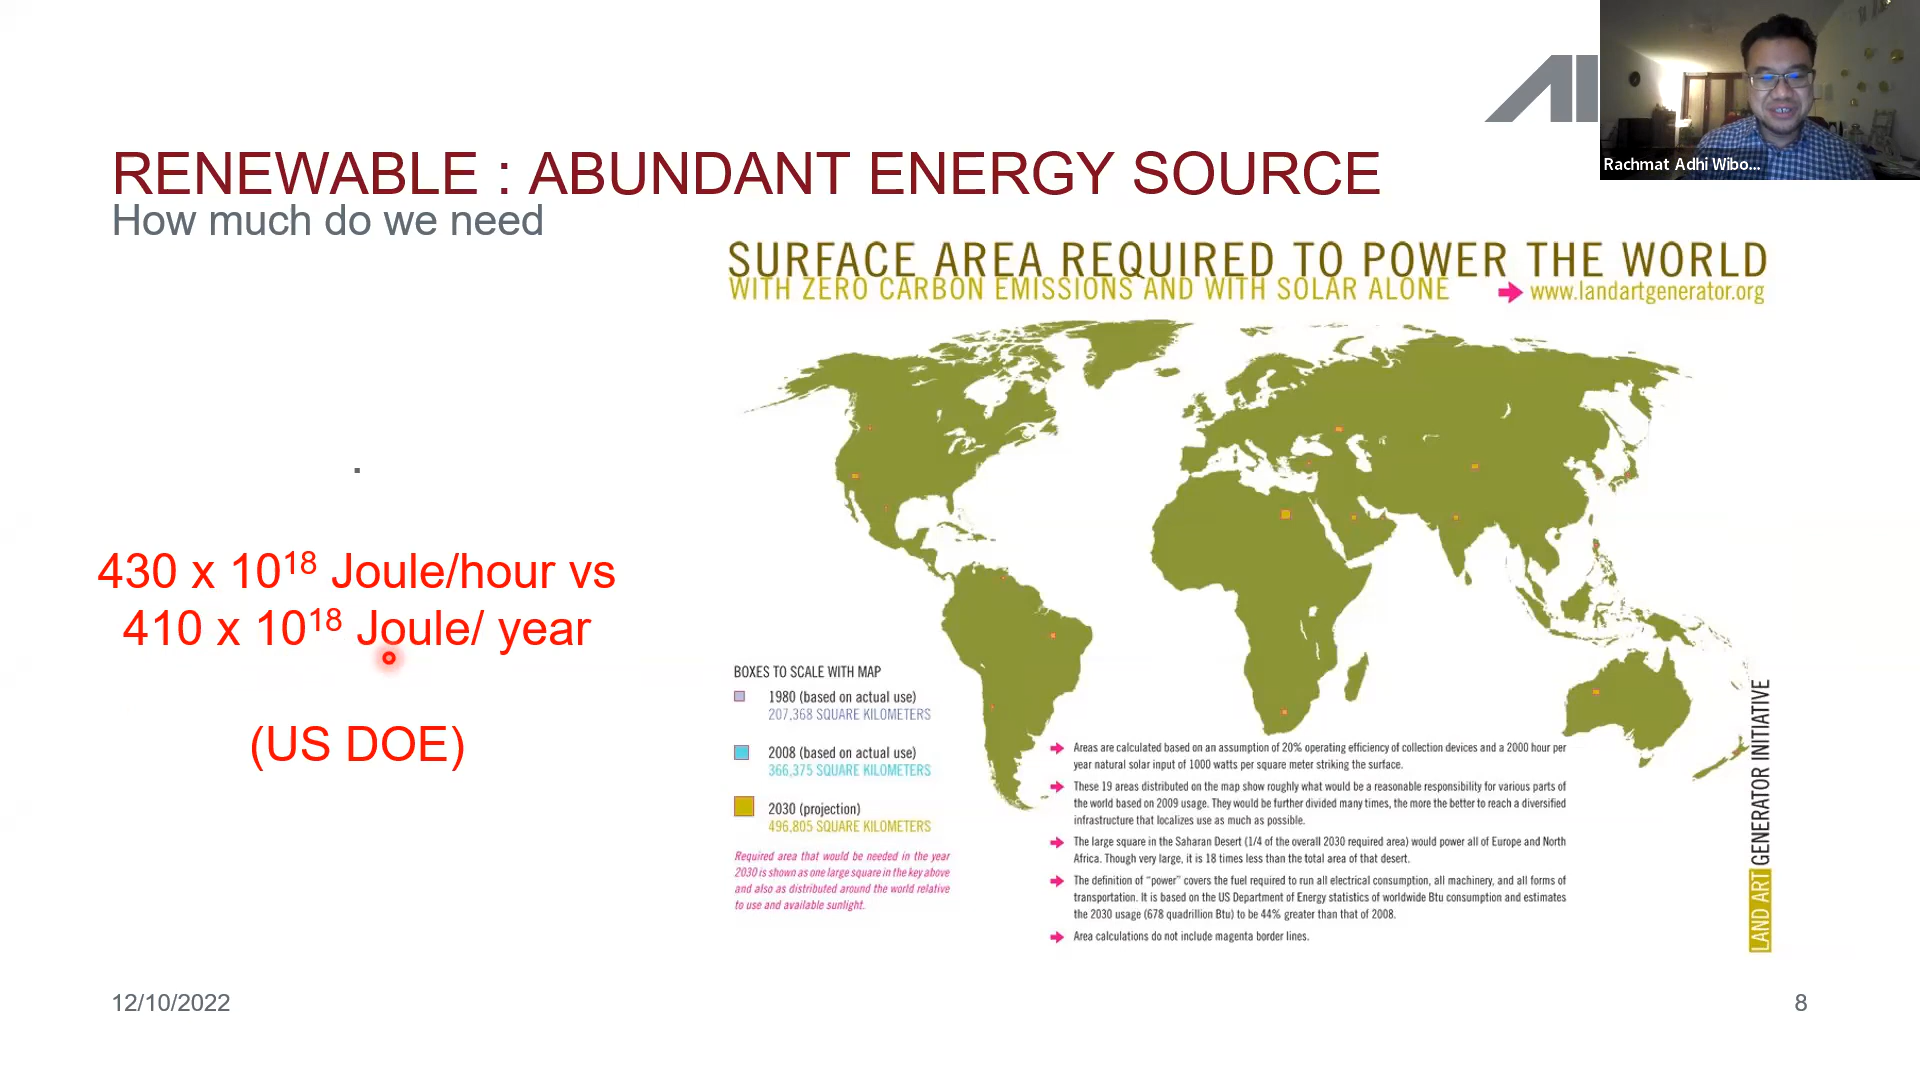 AI
Rachmat Adhi Wibo...
RENEWABLE : ABUNDANT ENERGY SOURCE
How much do we need
.
430 x 10¹⁸ Joule/hour vs
410 x 10¹⁸ Joule/ year
(US DOE)
SURFACE AREA REQUIRED TO POWER THE WORLD
WITH ZERO CARBON EMISSIONS AND WITH SOLAR ALONE
www.landartgenerator.org
BOXES TO SCALE WITH MAP
1980 (based on actual use)
207,368 SQUARE KILOMETERS
2008 (based on actual use)
366,375 SQUARE KILOMETERS
2030 (projection)
496,805 SQUARE KILOMETERS
Required area that would be needed in the year
2030 is shown as one large square in the key above
and also as distributed around the world relative
to use and available sunlight.
Areas are calculated based on an assumption of 20% operating efficiency of collection devices and a 2000 hour per
year natural solar input of 1000 watts per square meter striking the surface.
These 19 areas distributed on the map show roughly what would be a reasonable responsibility for various parts of
the world based on 2009 usage. They would be further divided many times, the more the better to reach a diversified
infrastructure that localizes use as much as possible.
The large square in the Saharan Desert (1/4 of the overall 2030 required area) would power all of Europe and North
Africa. Though very large, it is 18 times less than the total area of that desert.
The definition of “power” covers the fuel required to run all electrical consumption, all machinery, and all forms of
transportation. It is based on the US Department of Energy statistics of worldwide Btu consumption and estimates
the 2030 usage (678 quadrillion Btu) to be 44% greater than that of 2008.
Area calculations do not include magenta border lines.
LAND ART GENERATOR INITIATIVE
12/10/2022
8